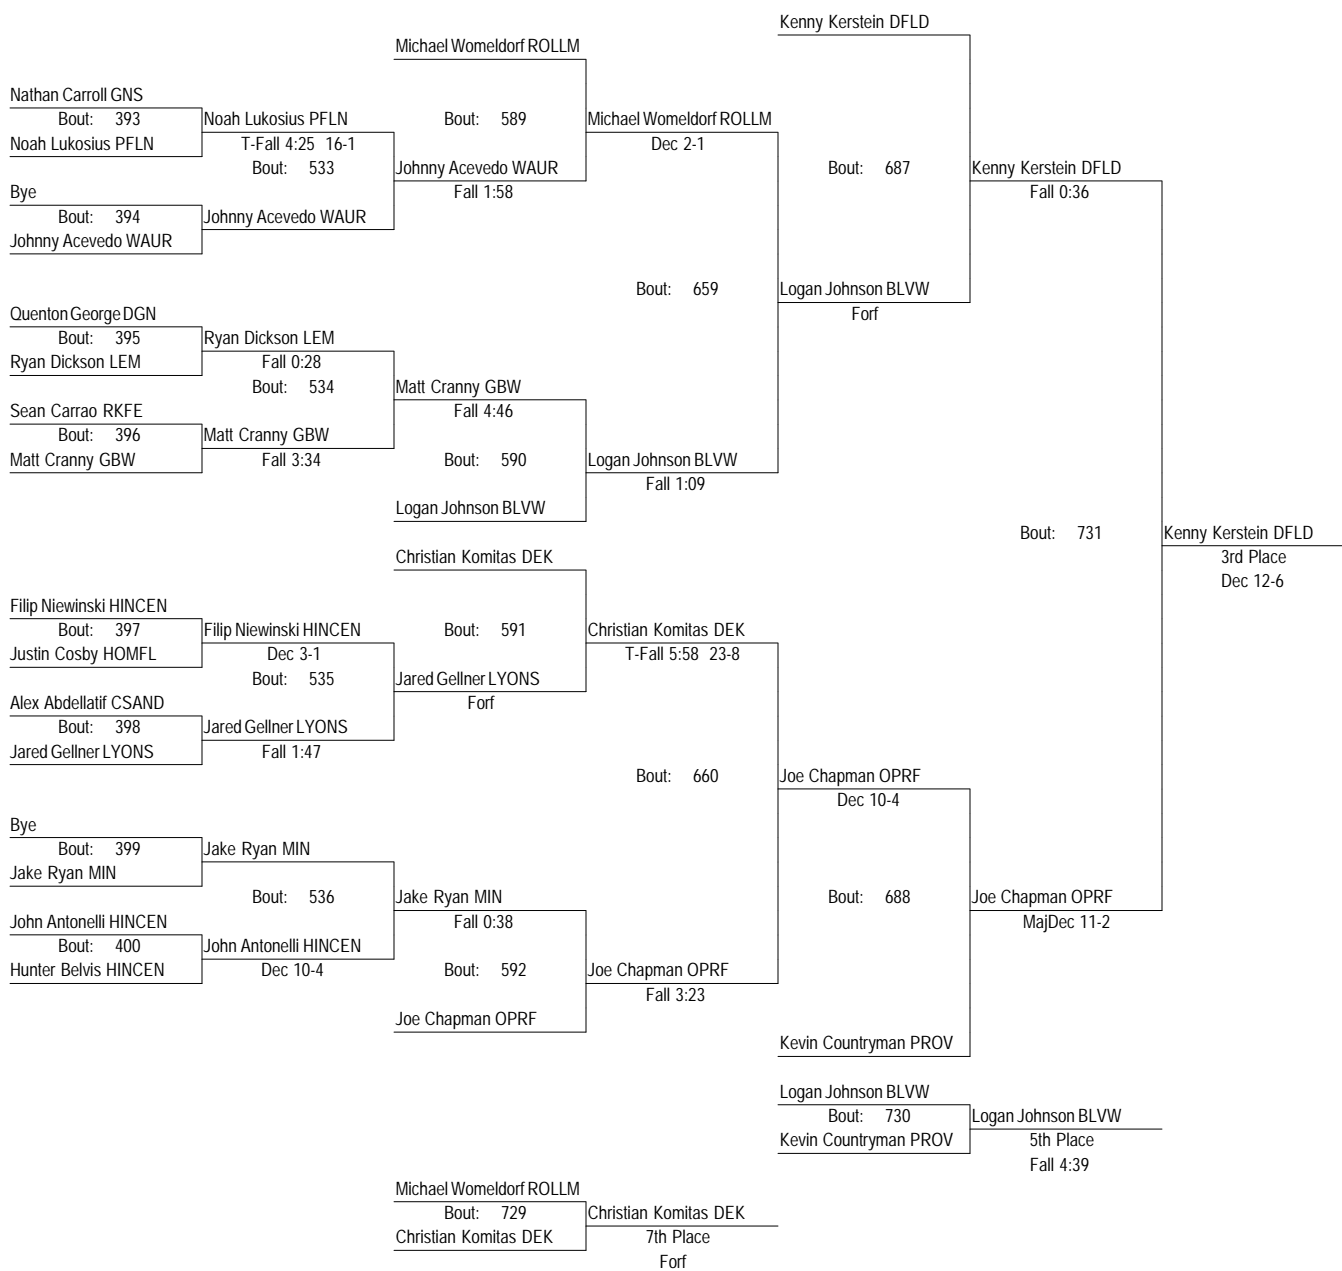 Kenny Kerstein DFLD
Michael Womeldorf ROLLM
Nathan Carroll GNS
Bout: 393
Noah Lukosius PFLN
Noah Lukosius PFLN
T-Fall 4:25 16-1
Bout: 533
Bout: 589
Michael Womeldorf ROLLM
Dec 2-1
Johnny Acevedo WAUR
Fall 1:58
Bout: 687
Kenny Kerstein DFLD
Fall 0:36
Bye
Bout: 394
Johnny Acevedo WAUR
Johnny Acevedo WAUR
Bout: 659
Logan Johnson BLVW
Forf
Quenton George DGN
Bout: 395
Ryan Dickson LEM
Ryan Dickson LEM
Fall 0:28
Bout: 534
Matt Cranny GBW
Fall 4:46
Sean Carrao RKFE
Bout: 396
Matt Cranny GBW
Matt Cranny GBW
Fall 3:34
Bout: 590
Logan Johnson BLVW
Fall 1:09
Logan Johnson BLVW
Bout: 731
Kenny Kerstein DFLD
3rd Place
Dec 12-6
Christian Komitas DEK
Filip Niewinski HINCEN
Bout: 397
Justin Cosby HOMFL
Filip Niewinski HINCEN
Dec 3-1
Bout: 535
Bout: 591
Christian Komitas DEK
T-Fall 5:58 23-8
Jared Gellner LYONS
Forf
Alex Abdellatif CSAND
Bout: 398
Jared Gellner LYONS
Jared Gellner LYONS
Fall 1:47
Bout: 660
Joe Chapman OPRF
Dec 10-4
Bye
Bout: 399
Jake Ryan MIN
Jake Ryan MIN
Bout: 536
Jake Ryan MIN
Fall 0:38
Bout: 688
Joe Chapman OPRF
MajDec 11-2
John Antonelli HINCEN
Bout: 400
Hunter Belvis HINCEN
John Antonelli HINCEN
Dec 10-4
Bout: 592
Joe Chapman OPRF
Fall 3:23
Joe Chapman OPRF
Kevin Countryman PROV
Logan Johnson BLVW
Bout: 730
Kevin Countryman PROV
Logan Johnson BLVW
5th Place
Fall 4:39
Michael Womeldorf ROLLM
Bout: 729
Christian Komitas DEK
Christian Komitas DEK
7th Place
Forf